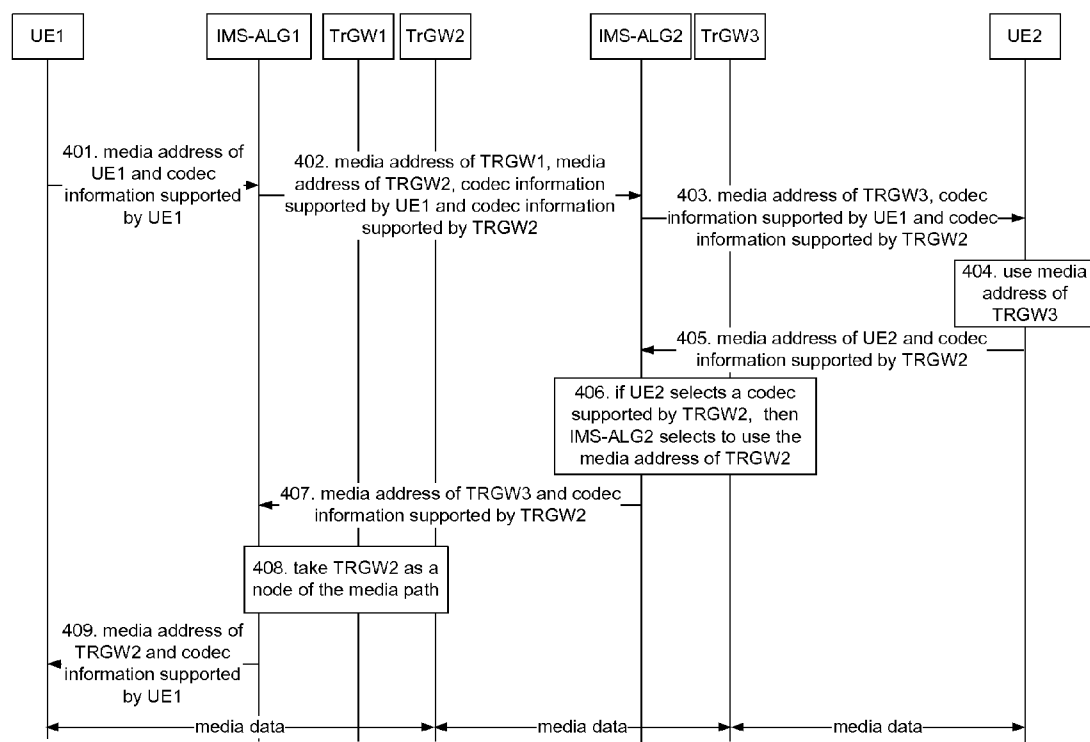 UE1
IMS-ALG1
TrGW1
TrGW2
IMS-ALG2
TrGW3
UE2
401. media address of
UE1 and codec
information supported
by UE1
402. media address of TRGW1, media
address of TRGW2, codec information
supported by UE1 and codec information
supported by TRGW2
403. media address of TRGW3, codec
information supported by UE1 and codec
information supported by TRGW2
404. use media
address of
TRGW3
405. media address of UE2 and codec
information supported by TRGW2
406. if UE2 selects a codec
supported by TRGW2, then
IMS-ALG2 selects to use the
media address of TRGW2
407. media address of TRGW3 and codec
information supported by TRGW2
408. take TRGW2 as a
node of the media path
409. media address of
TRGW2 and codec
information supported
by UE1
media data
media data
media data